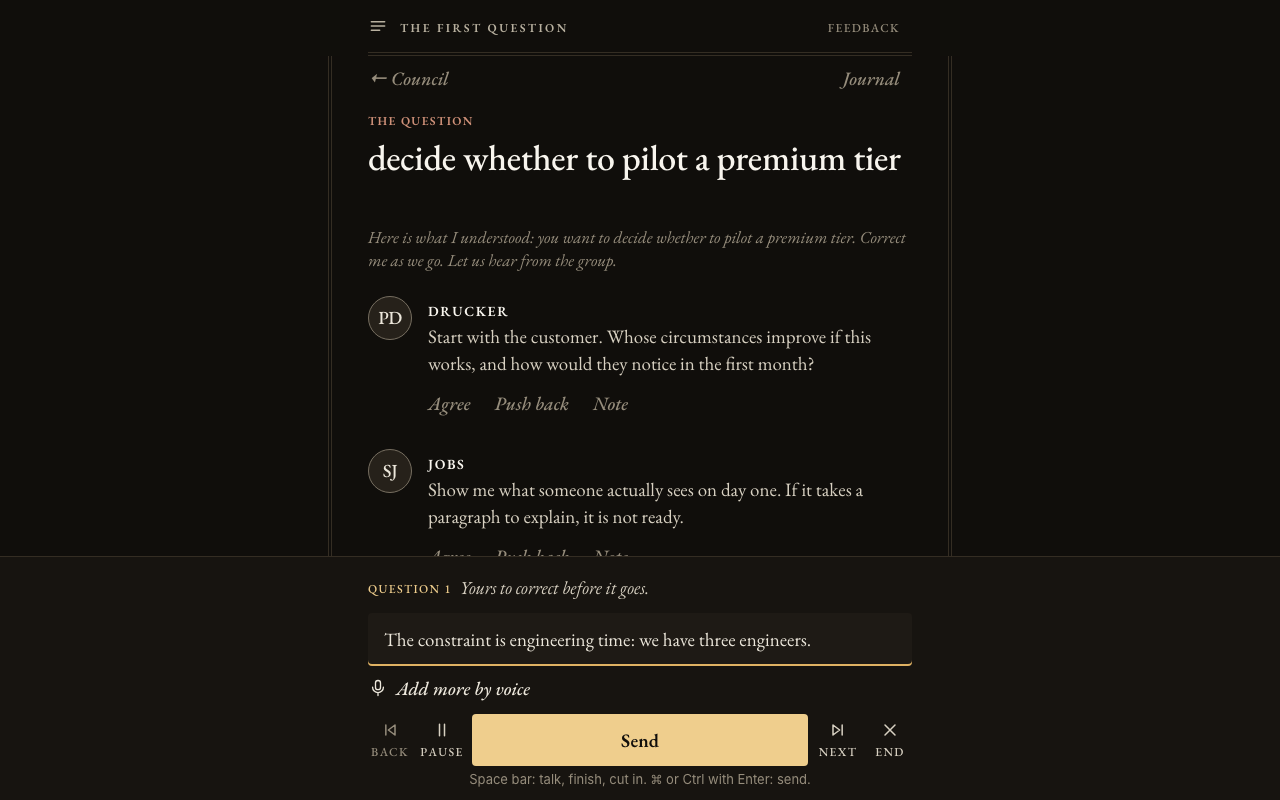 THE FIRST QUESTION
FEEDBACK
← Council
Journal
THE QUESTION
decide whether to pilot a premium tier
Here is what I understood: you want to decide whether to pilot a premium tier. Correct
me as we go. Let us hear from the group.
PD
DRUCKER
Start with the customer. Whose circumstances improve if this
works, and how would they notice in the first month?
Agree Push back Note
SJ
JOBS
Show me what someone actually sees on day one. If it takes a
paragraph to explain, it is not ready.
Agree Push back Note
QUESTION 1 Yours to correct before it goes.
The constraint is engineering time: we have three engineers.
Add more by voice
BACK PAUSE Send NEXT END
Space bar: talk, finish, cut in. ⌘ or Ctrl with Enter: send.